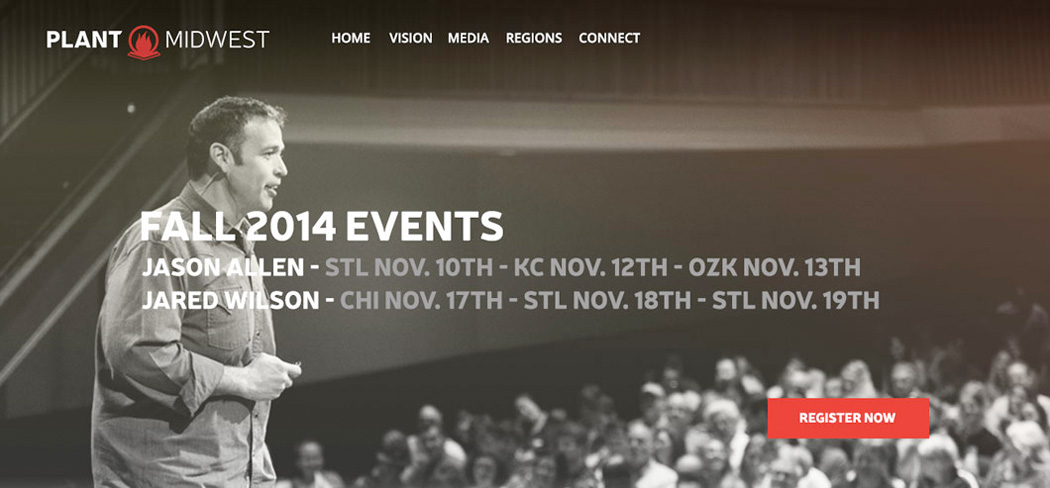 PLANT MIDWEST HOME VISION MEDIA REGIONS CONNECT
FALL 2014 EVENTS
JASON ALLEN - STL NOV. 10TH - KC NOV. 12TH - OZK NOV. 13TH
JARED WILSON - CHI NOV. 17TH - STL NOV. 18TH - STL NOV. 19TH
REGISTER NOW